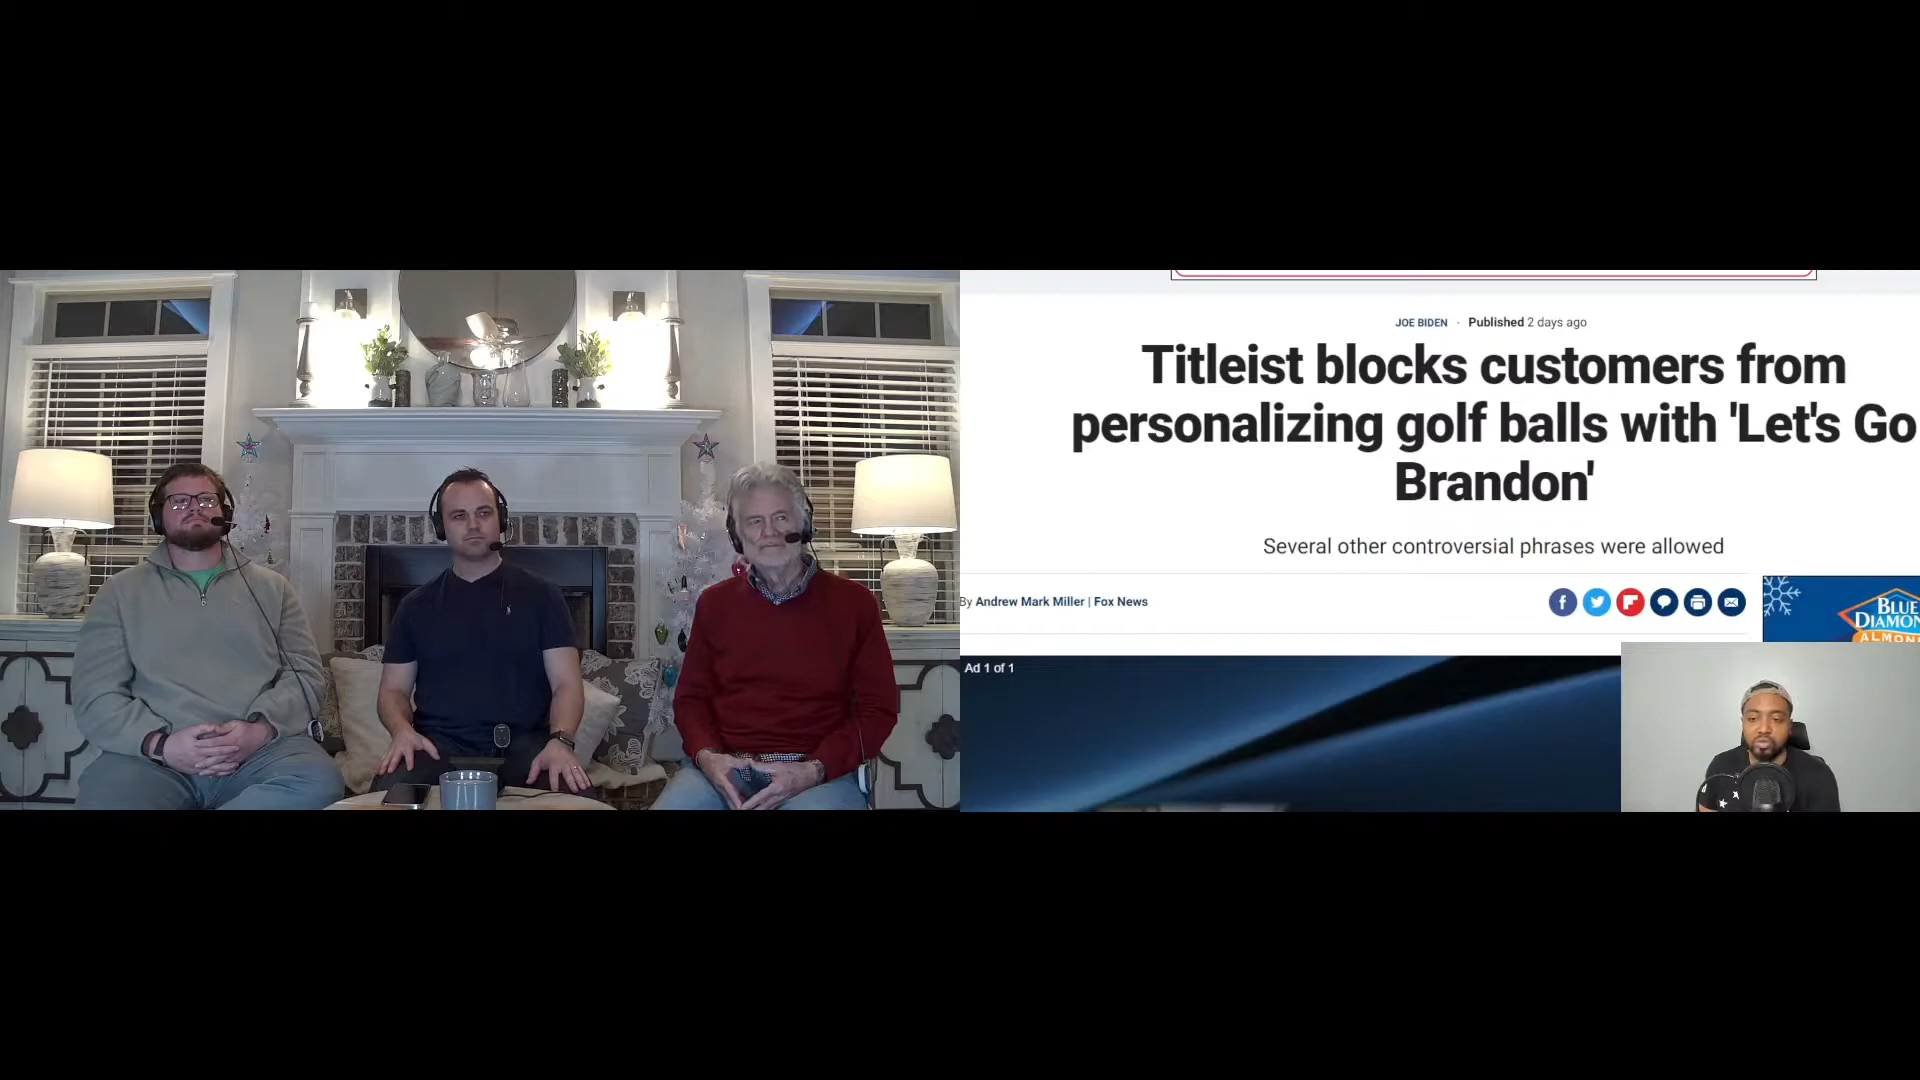 JOE BIDEN · Published 2 days ago
Titleist blocks customers from
personalizing golf balls with 'Let's Go
Brandon'
Several other controversial phrases were allowed
By Andrew Mark Miller | Fox News
BLUE
DIAMON
ALMON
Ad 1 of 1